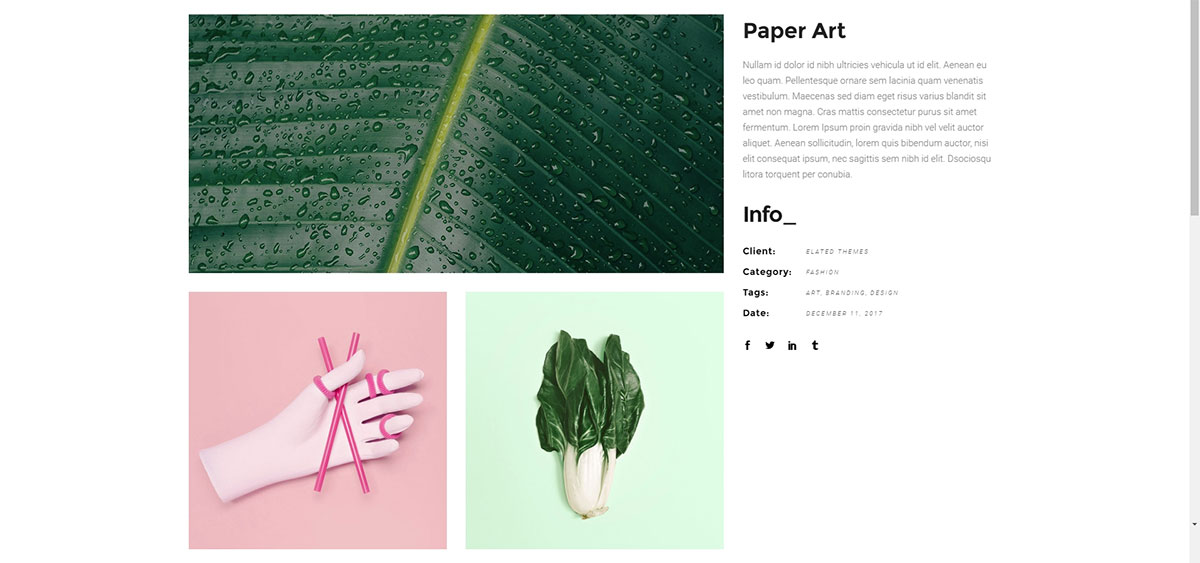 Paper Art
Nullam id dolor id nibh ultricies vehicula ut id elit. Aenean eu
leo quam. Pellentesque ornare sem lacinia quam venenatis
vestibulum. Maecenas sed diam eget risus varius blandit sit
amet non magna. Cras mattis consectetur purus sit amet
fermentum. Lorem Ipsum proin gravida nibh vel velit auctor
aliquet. Aenean sollicitudin, lorem quis bibendum auctor, nisi
elit consequat ipsum, nec sagittis sem nibh id elit. Dsociosqu
litora torquent per conubia.
Info_
Client: ELATED THEMES
Category: FASHION
Tags: ART, BRANDING, DESIGN
Date: DECEMBER 11, 2017